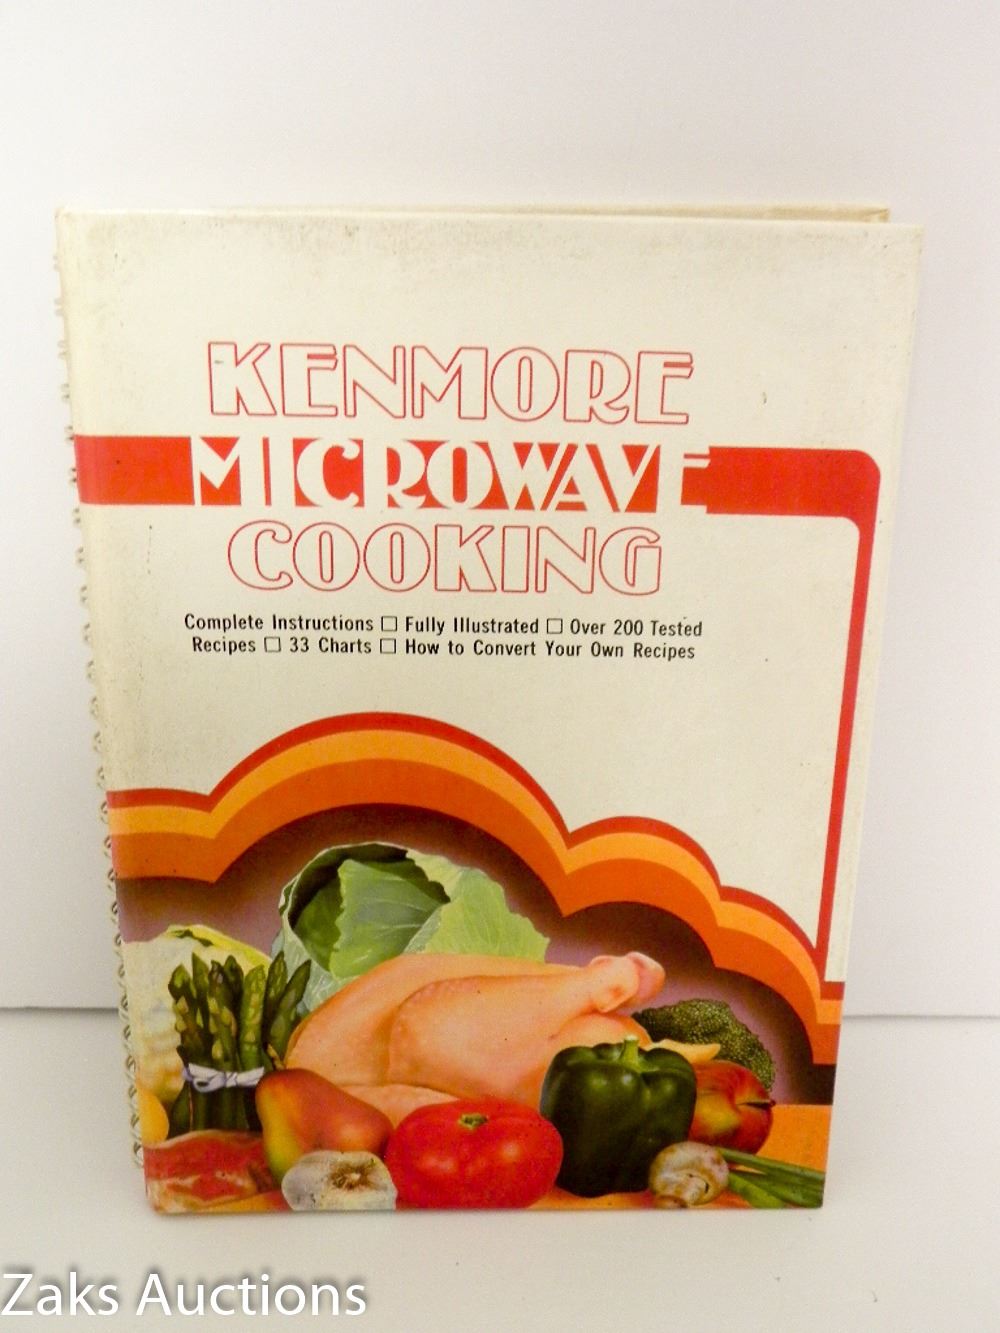 KENMORE
MICROWAVE
COOKING
Complete Instructions □ Fully Illustrated □ Over 200 Tested
Recipes □ 33 Charts □ How to Convert Your Own Recipes
Zaks Auctions